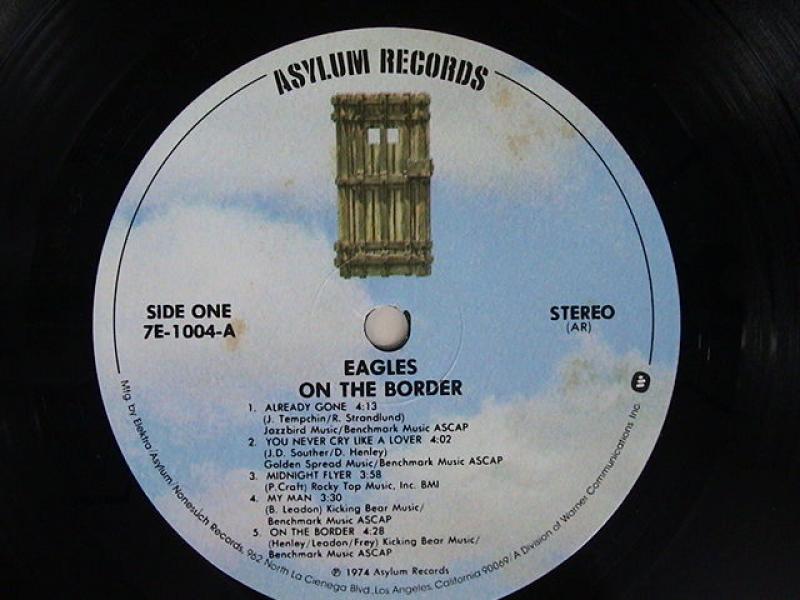 ASYLUM RECORDS
SIDE ONE
7E-1004-A
STEREO
(AR)
EAGLES
ON THE BORDER
1. ALREADY GONE 4:13
(J. Tempchin/R. Strandlund)
Jazzbird Music/Benchmark Music ASCAP
2. YOU NEVER CRY LIKE A LOVER 4:02
(J.D. Souther/D. Henley)
Golden Spread Music/Benchmark Music ASCAP
3. MIDNIGHT FLYER 3:58
(P. Craft) Rocky Top Music, Inc. BMI
4. MY MAN 3:30
(B. Leadon) Kicking Bear Music/
Benchmark Music ASCAP
5. ON THE BORDER 4:28
(Henley/Leadon/Frey) Kicking Bear Music/
Benchmark Music ASCAP
℗ 1974 Asylum Records
Mfg. by Elektra/Asylum/Nonesuch Records, 962 North La Cienega Blvd., Los Angeles, California 90069/A Division of Warner Communications Inc.